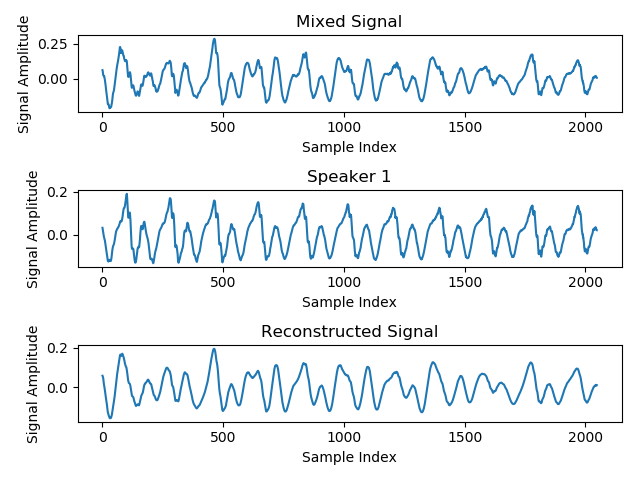 Mixed Signal
Signal Amplitude
0.25
0.00
0 500 1000 1500 2000
Sample Index
Speaker 1
Signal Amplitude
0.2
0.0
0 500 1000 1500 2000
Sample Index
Reconstructed Signal
Signal Amplitude
0.2
0.0
0 500 1000 1500 2000
Sample Index